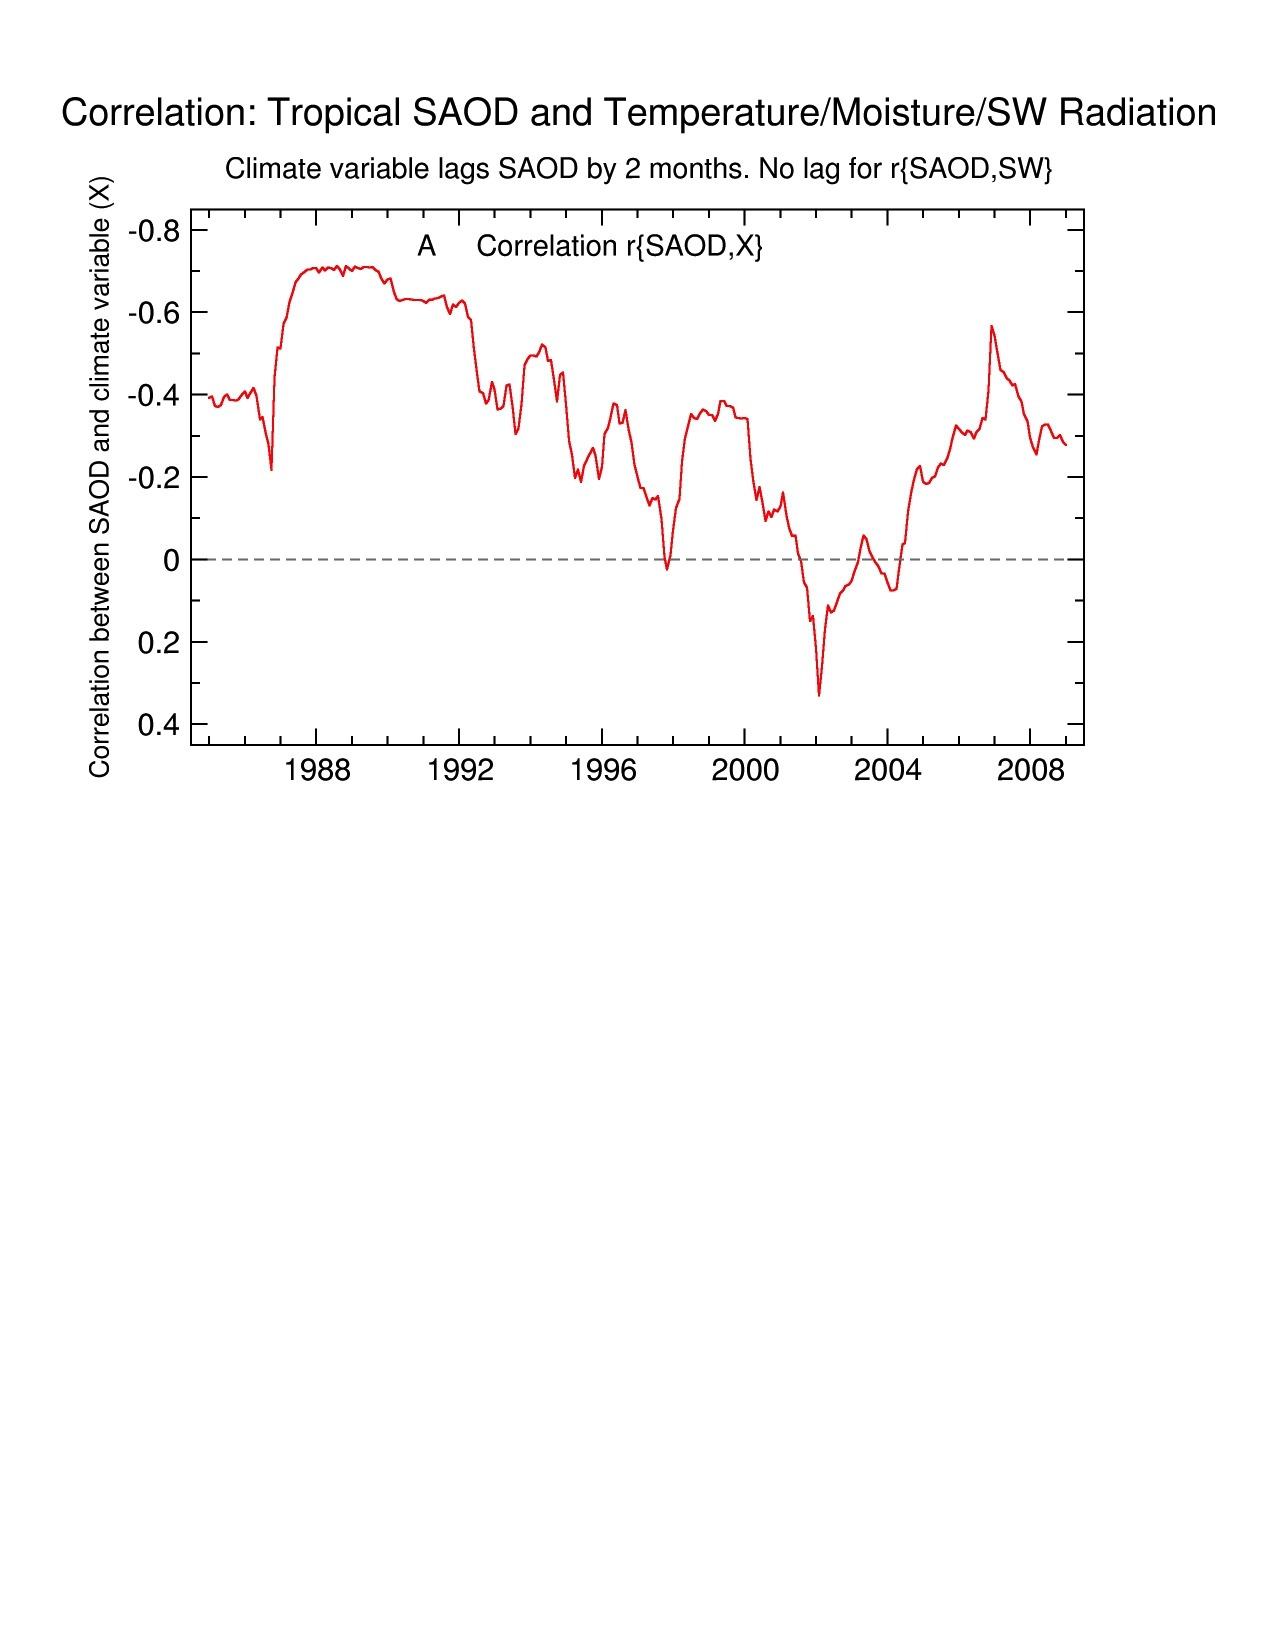 Correlation: Tropical SAOD and Temperature/Moisture/SW Radiation
Climate variable lags SAOD by 2 months. No lag for r{SAOD,SW}
A Correlation r{SAOD,X}
Correlation between SAOD and climate variable (X)
-0.8
-0.6
-0.4
-0.2
0
0.2
0.4
1988 1992 1996 2000 2004 2008